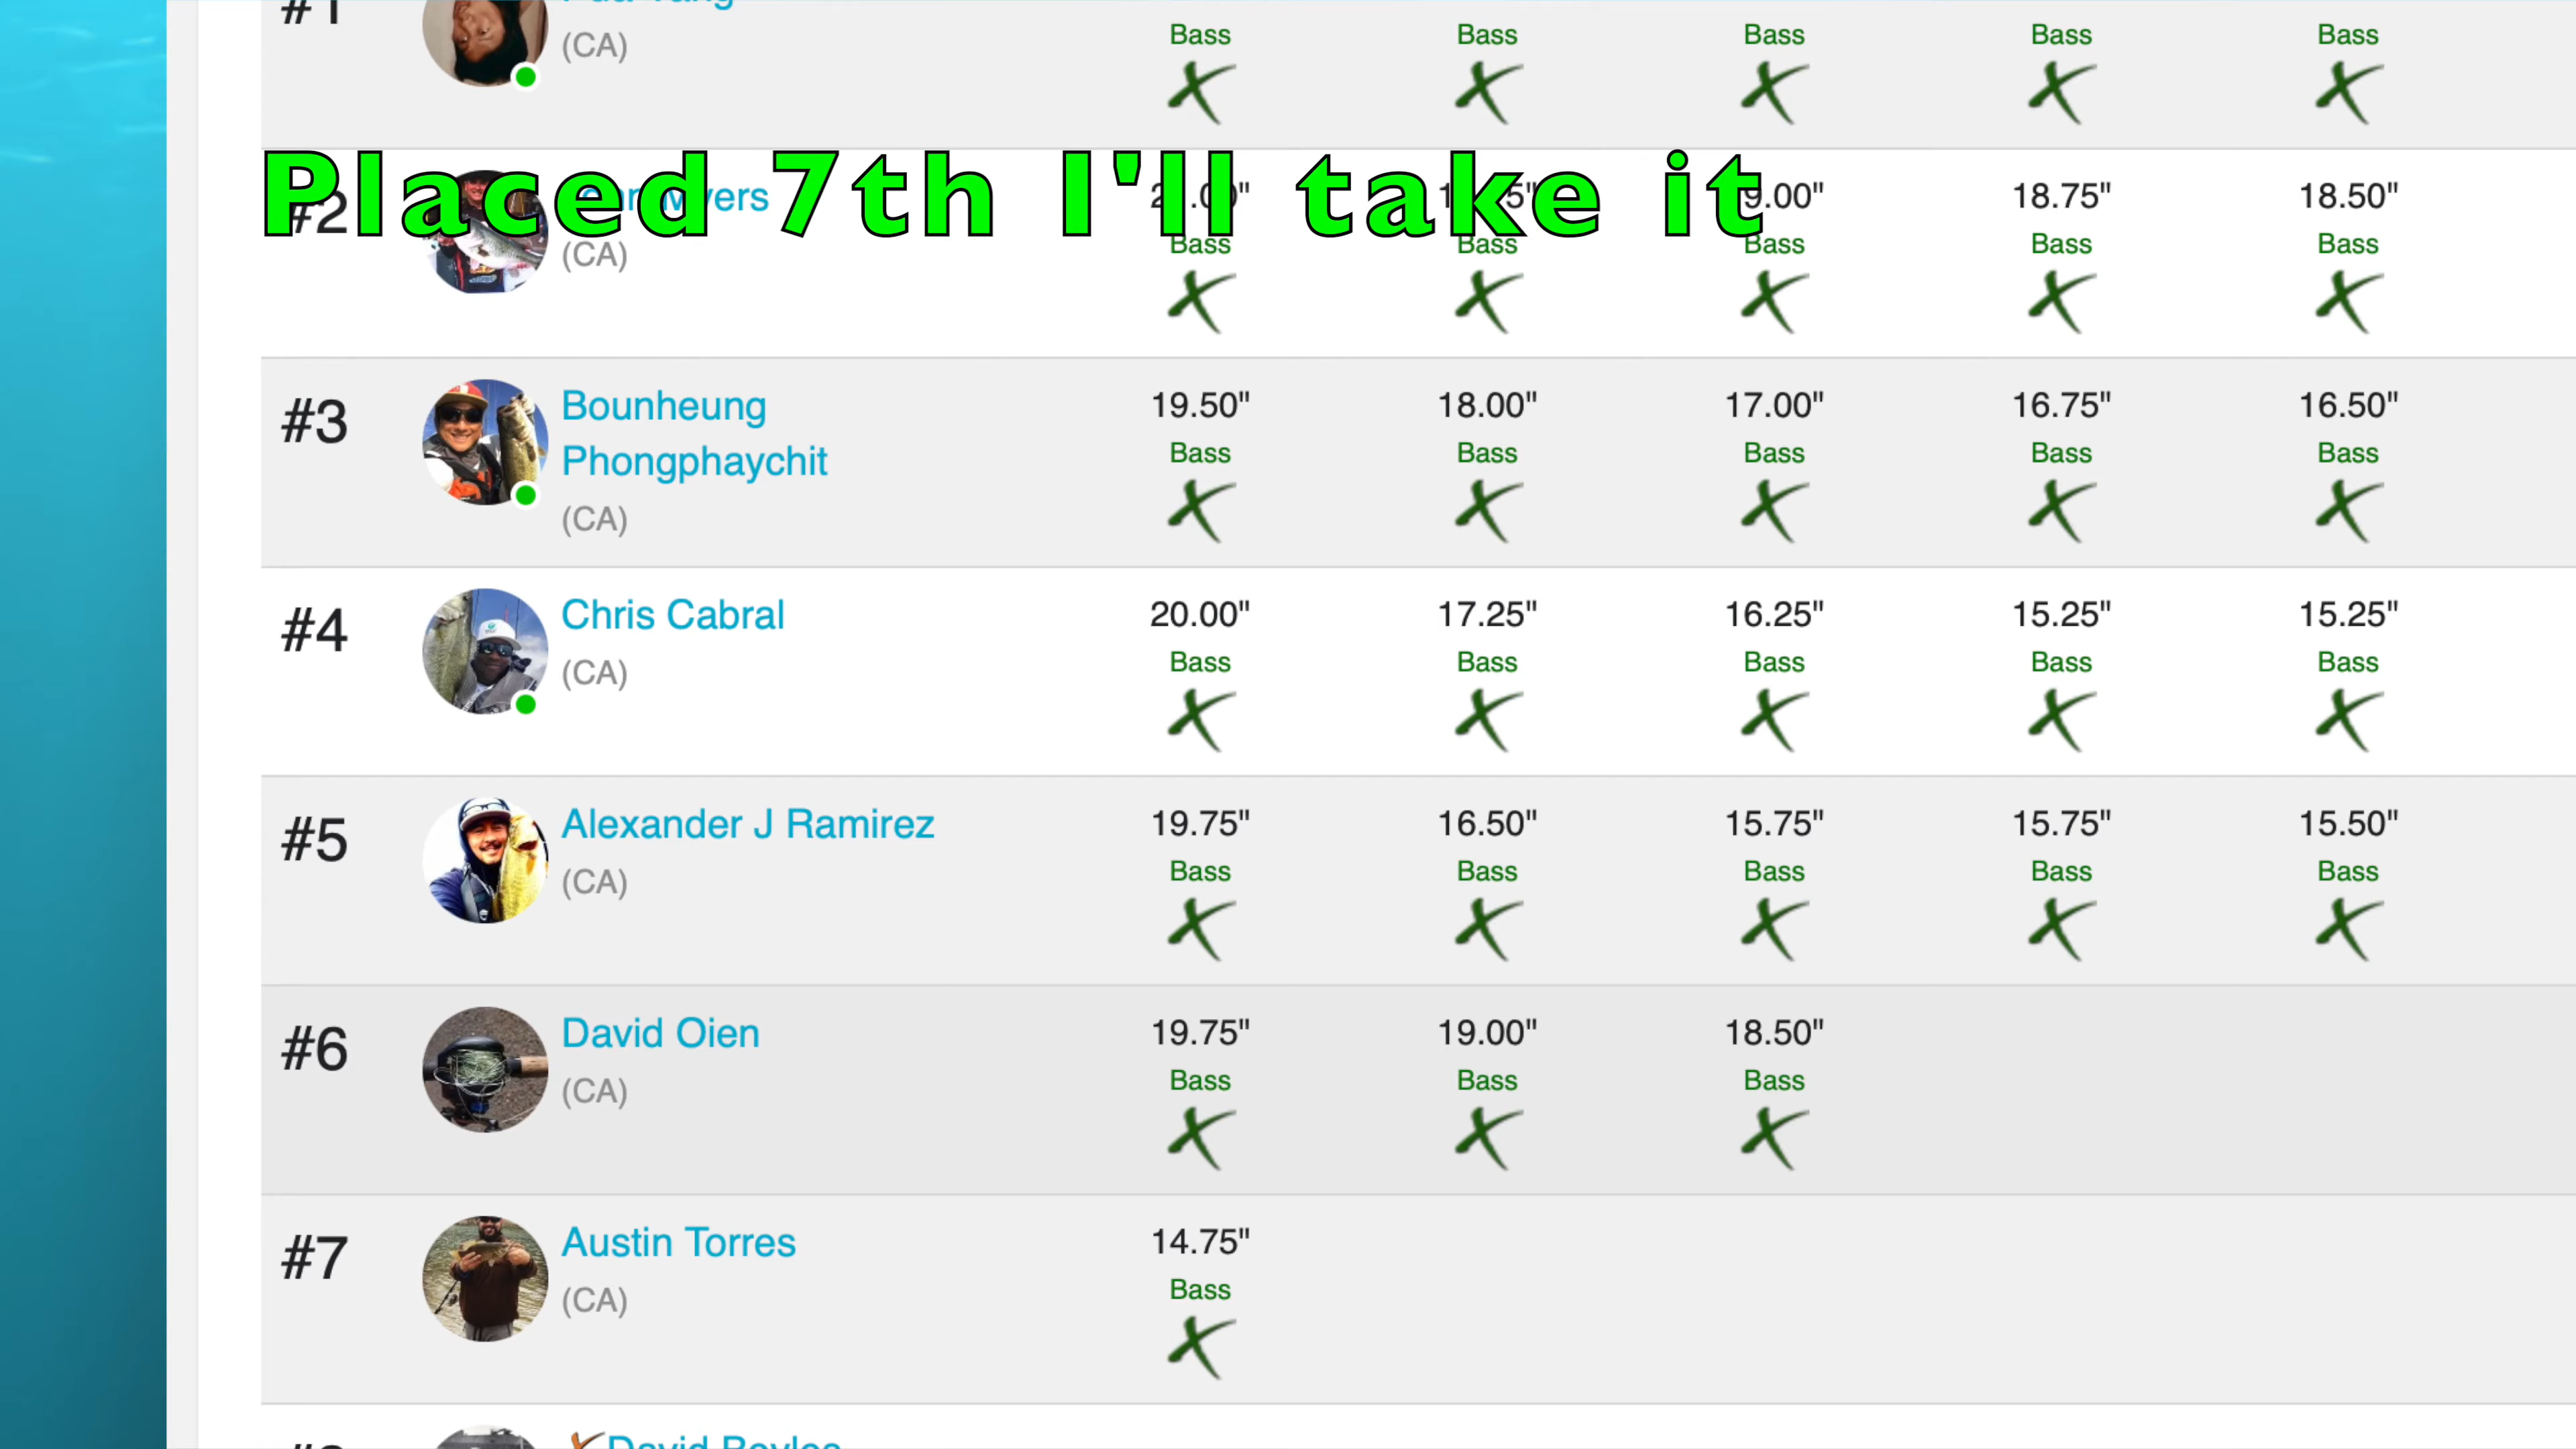 #1
(CA)
Bass Bass Bass Bass Bass
Placed 7th I'll take it
#2
18.75" 18.50"
(CA)
Bass Bass Bass Bass Bass
#3
Bounheung
Phongphaychit
(CA)
19.50" 18.00" 17.00" 16.75" 16.50"
Bass Bass Bass Bass Bass
#4
Chris Cabral
(CA)
20.00" 17.25" 16.25" 15.25" 15.25"
Bass Bass Bass Bass Bass
#5
Alexander J Ramirez
(CA)
19.75" 16.50" 15.75" 15.75" 15.50"
Bass Bass Bass Bass Bass
#6
David Oien
(CA)
19.75" 19.00" 18.50"
Bass Bass Bass
#7
Austin Torres
(CA)
14.75"
Bass
David